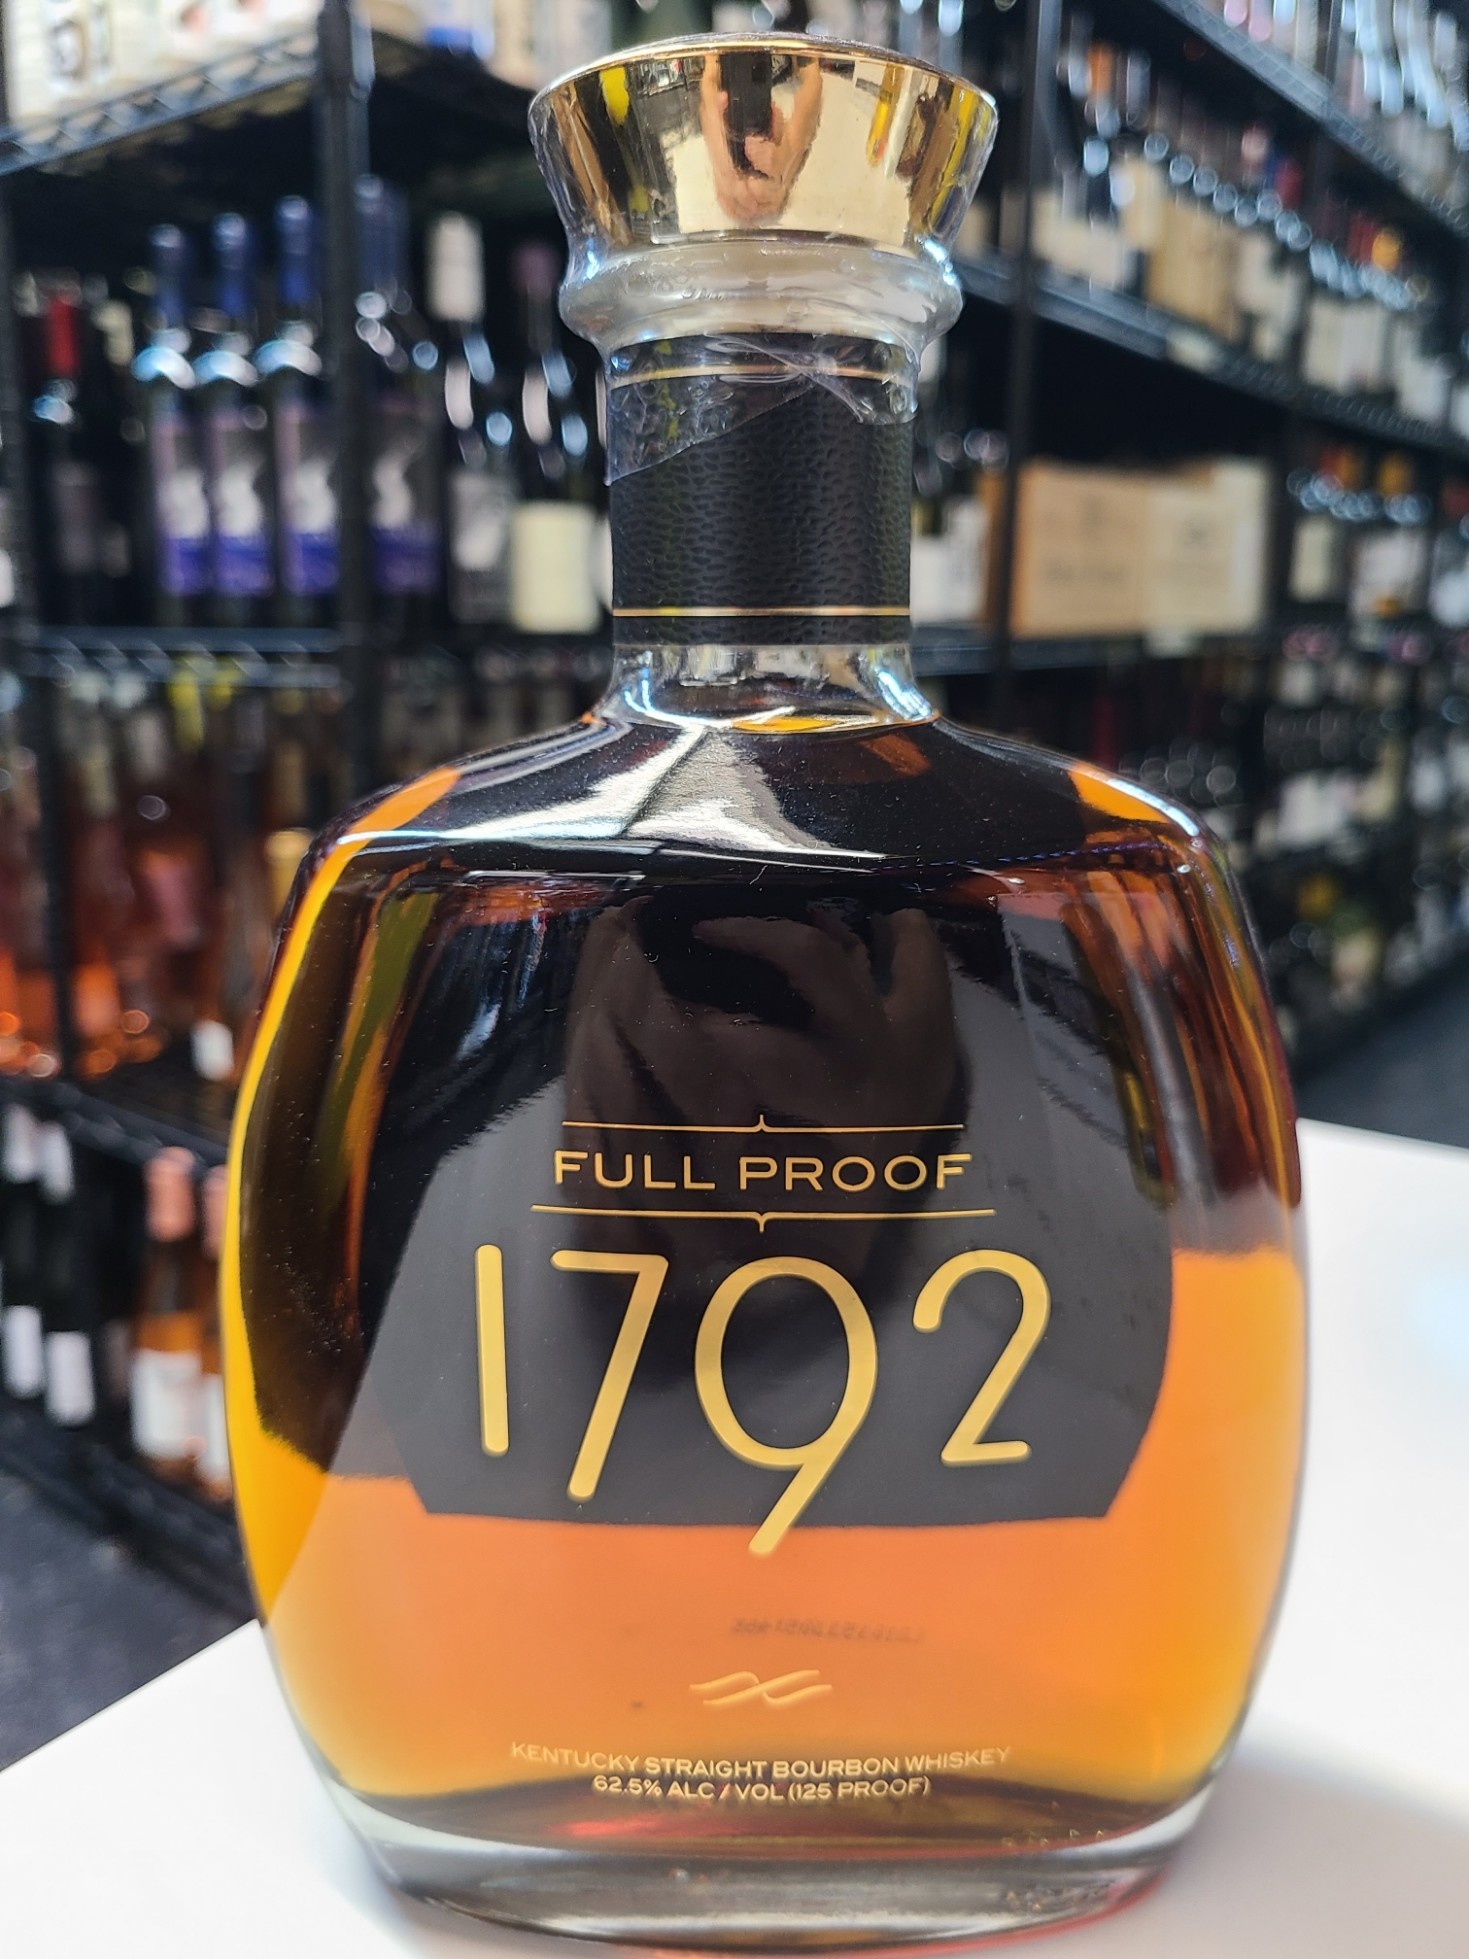 FULL PROOF
1792
KENTUCKY STRAIGHT BOURBON WHISKEY
62.5% ALC / VOL (125 PROOF)